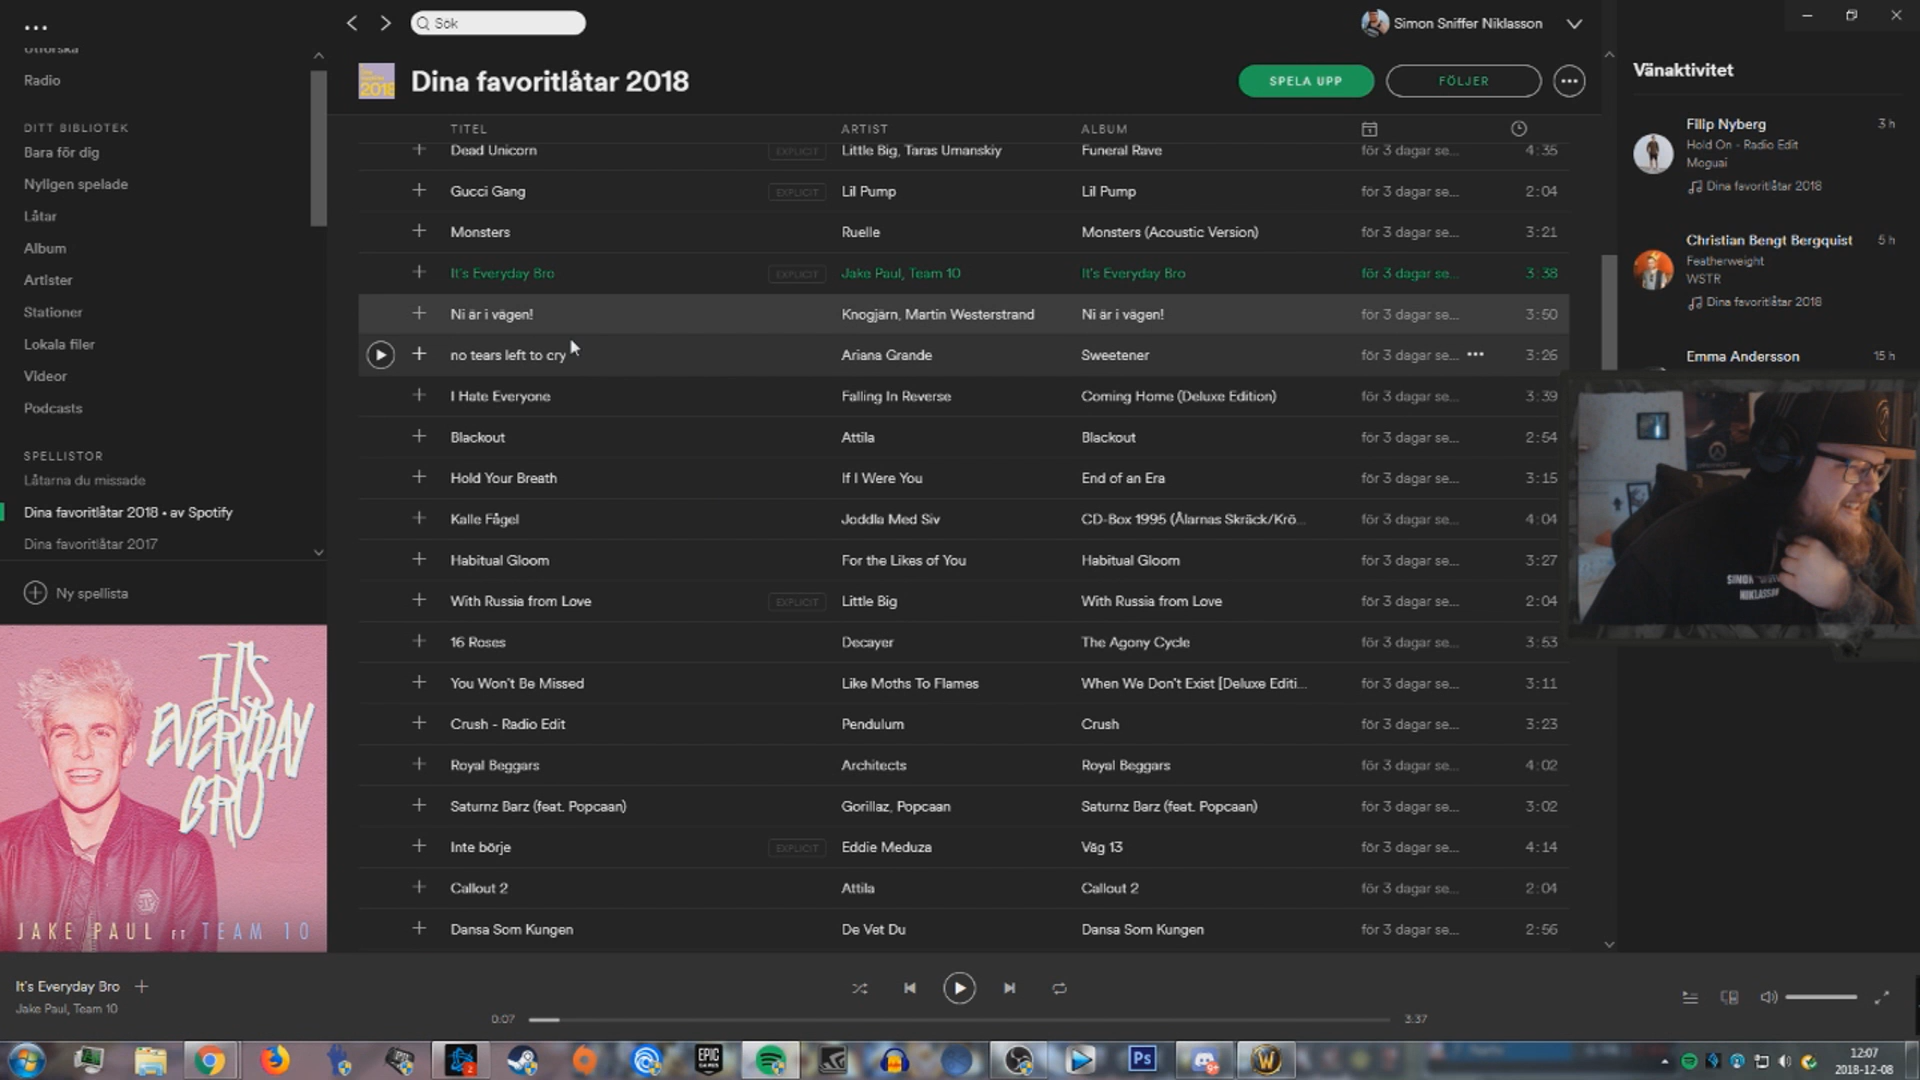 Utforska
Radio
DITT BIBLIOTEK
Bara för dig
Nyligen spelade
Låtar
Album
Artister
Stationer
Lokala filer
Videor
Podcasts
SPELLISTOR
Låtarna du missade
Dina favoritlåtar 2018 • av Spotify
Dina favoritlåtar 2017
Ny spellista
IT'S EVERYDAY BRO
JAKE PAUL FT TEAM 10
Sök
Simon Sniffer Niklasson
2018
Dina favoritlåtar 2018
SPELA UPP
FÖLJER
TITEL ARTIST ALBUM
Dead Unicorn EXPLICIT Little Big, Taras Umanskiy Funeral Rave för 3 dagar se... 4:35
Gucci Gang EXPLICIT Lil Pump Lil Pump för 3 dagar se... 2:04
Monsters Ruelle Monsters (Acoustic Version) för 3 dagar se... 3:21
It's Everyday Bro EXPLICIT Jake Paul, Team 10 It's Everyday Bro för 3 dagar se... 3:38
Ni är i vägen! Knogjärn, Martin Westerstrand Ni är i vägen! för 3 dagar se... 3:50
no tears left to cry Ariana Grande Sweetener för 3 dagar se... 3:26
I Hate Everyone Falling In Reverse Coming Home (Deluxe Edition) för 3 dagar se... 3:39
Blackout Attila Blackout för 3 dagar se... 2:54
Hold Your Breath If I Were You End of an Era för 3 dagar se... 3:15
Kalle Fågel Joddla Med Siv CD-Box 1995 (Ålarnas Skräck/Krö... för 3 dagar se... 4:04
Habitual Gloom For the Likes of You Habitual Gloom för 3 dagar se... 3:27
With Russia from Love EXPLICIT Little Big With Russia from Love för 3 dagar se... 2:04
16 Roses Decayer The Agony Cycle för 3 dagar se... 3:53
You Won't Be Missed Like Moths To Flames When We Don't Exist [Deluxe Editi... för 3 dagar se... 3:11
Crush - Radio Edit Pendulum Crush för 3 dagar se... 3:23
Royal Beggars Architects Royal Beggars för 3 dagar se... 4:02
Saturnz Barz (feat. Popcaan) Gorillaz, Popcaan Saturnz Barz (feat. Popcaan) för 3 dagar se... 3:02
Inte börje EXPLICIT Eddie Meduza Väg 13 för 3 dagar se... 4:14
Callout 2 Attila Callout 2 för 3 dagar se... 2:04
Dansa Som Kungen De Vet Du Dansa Som Kungen för 3 dagar se... 2:56
Vänaktivitet
Filip Nyberg 3 h
Hold On - Radio Edit
Moguai
Dina favoritlåtar 2018
Christian Bengt Bergquist 5 h
Featherweight
WSTR
Dina favoritlåtar 2018
Emma Andersson 15 h
SIMON
NIKLASSON
It's Everyday Bro
Jake Paul, Team 10
0:07
3:37
EPIC
GAMES
Ps
W
12:07
2018-12-08